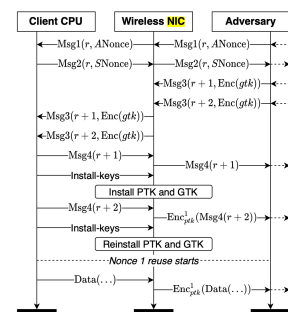 Client CPU Wireless NIC Adversary
Msg1(r, ANonce) Msg1(r, ANonce)
Msg2(r, SNonce) Msg2(r, SNonce)
Msg3(r + 1, Enc(gtk))
Msg3(r + 2, Enc(gtk))
Msg3(r + 1, Enc(gtk))
Msg3(r + 2, Enc(gtk))
Msg4(r + 1)
Msg4(r + 1)
Install-keys
Install PTK and GTK
Msg4(r + 2)
Enc¹ₚₜₖ(Msg4(r + 2))
Install-keys
Reinstall PTK and GTK
Nonce 1 reuse starts
Data(...)
Enc¹ₚₜₖ(Data(...))